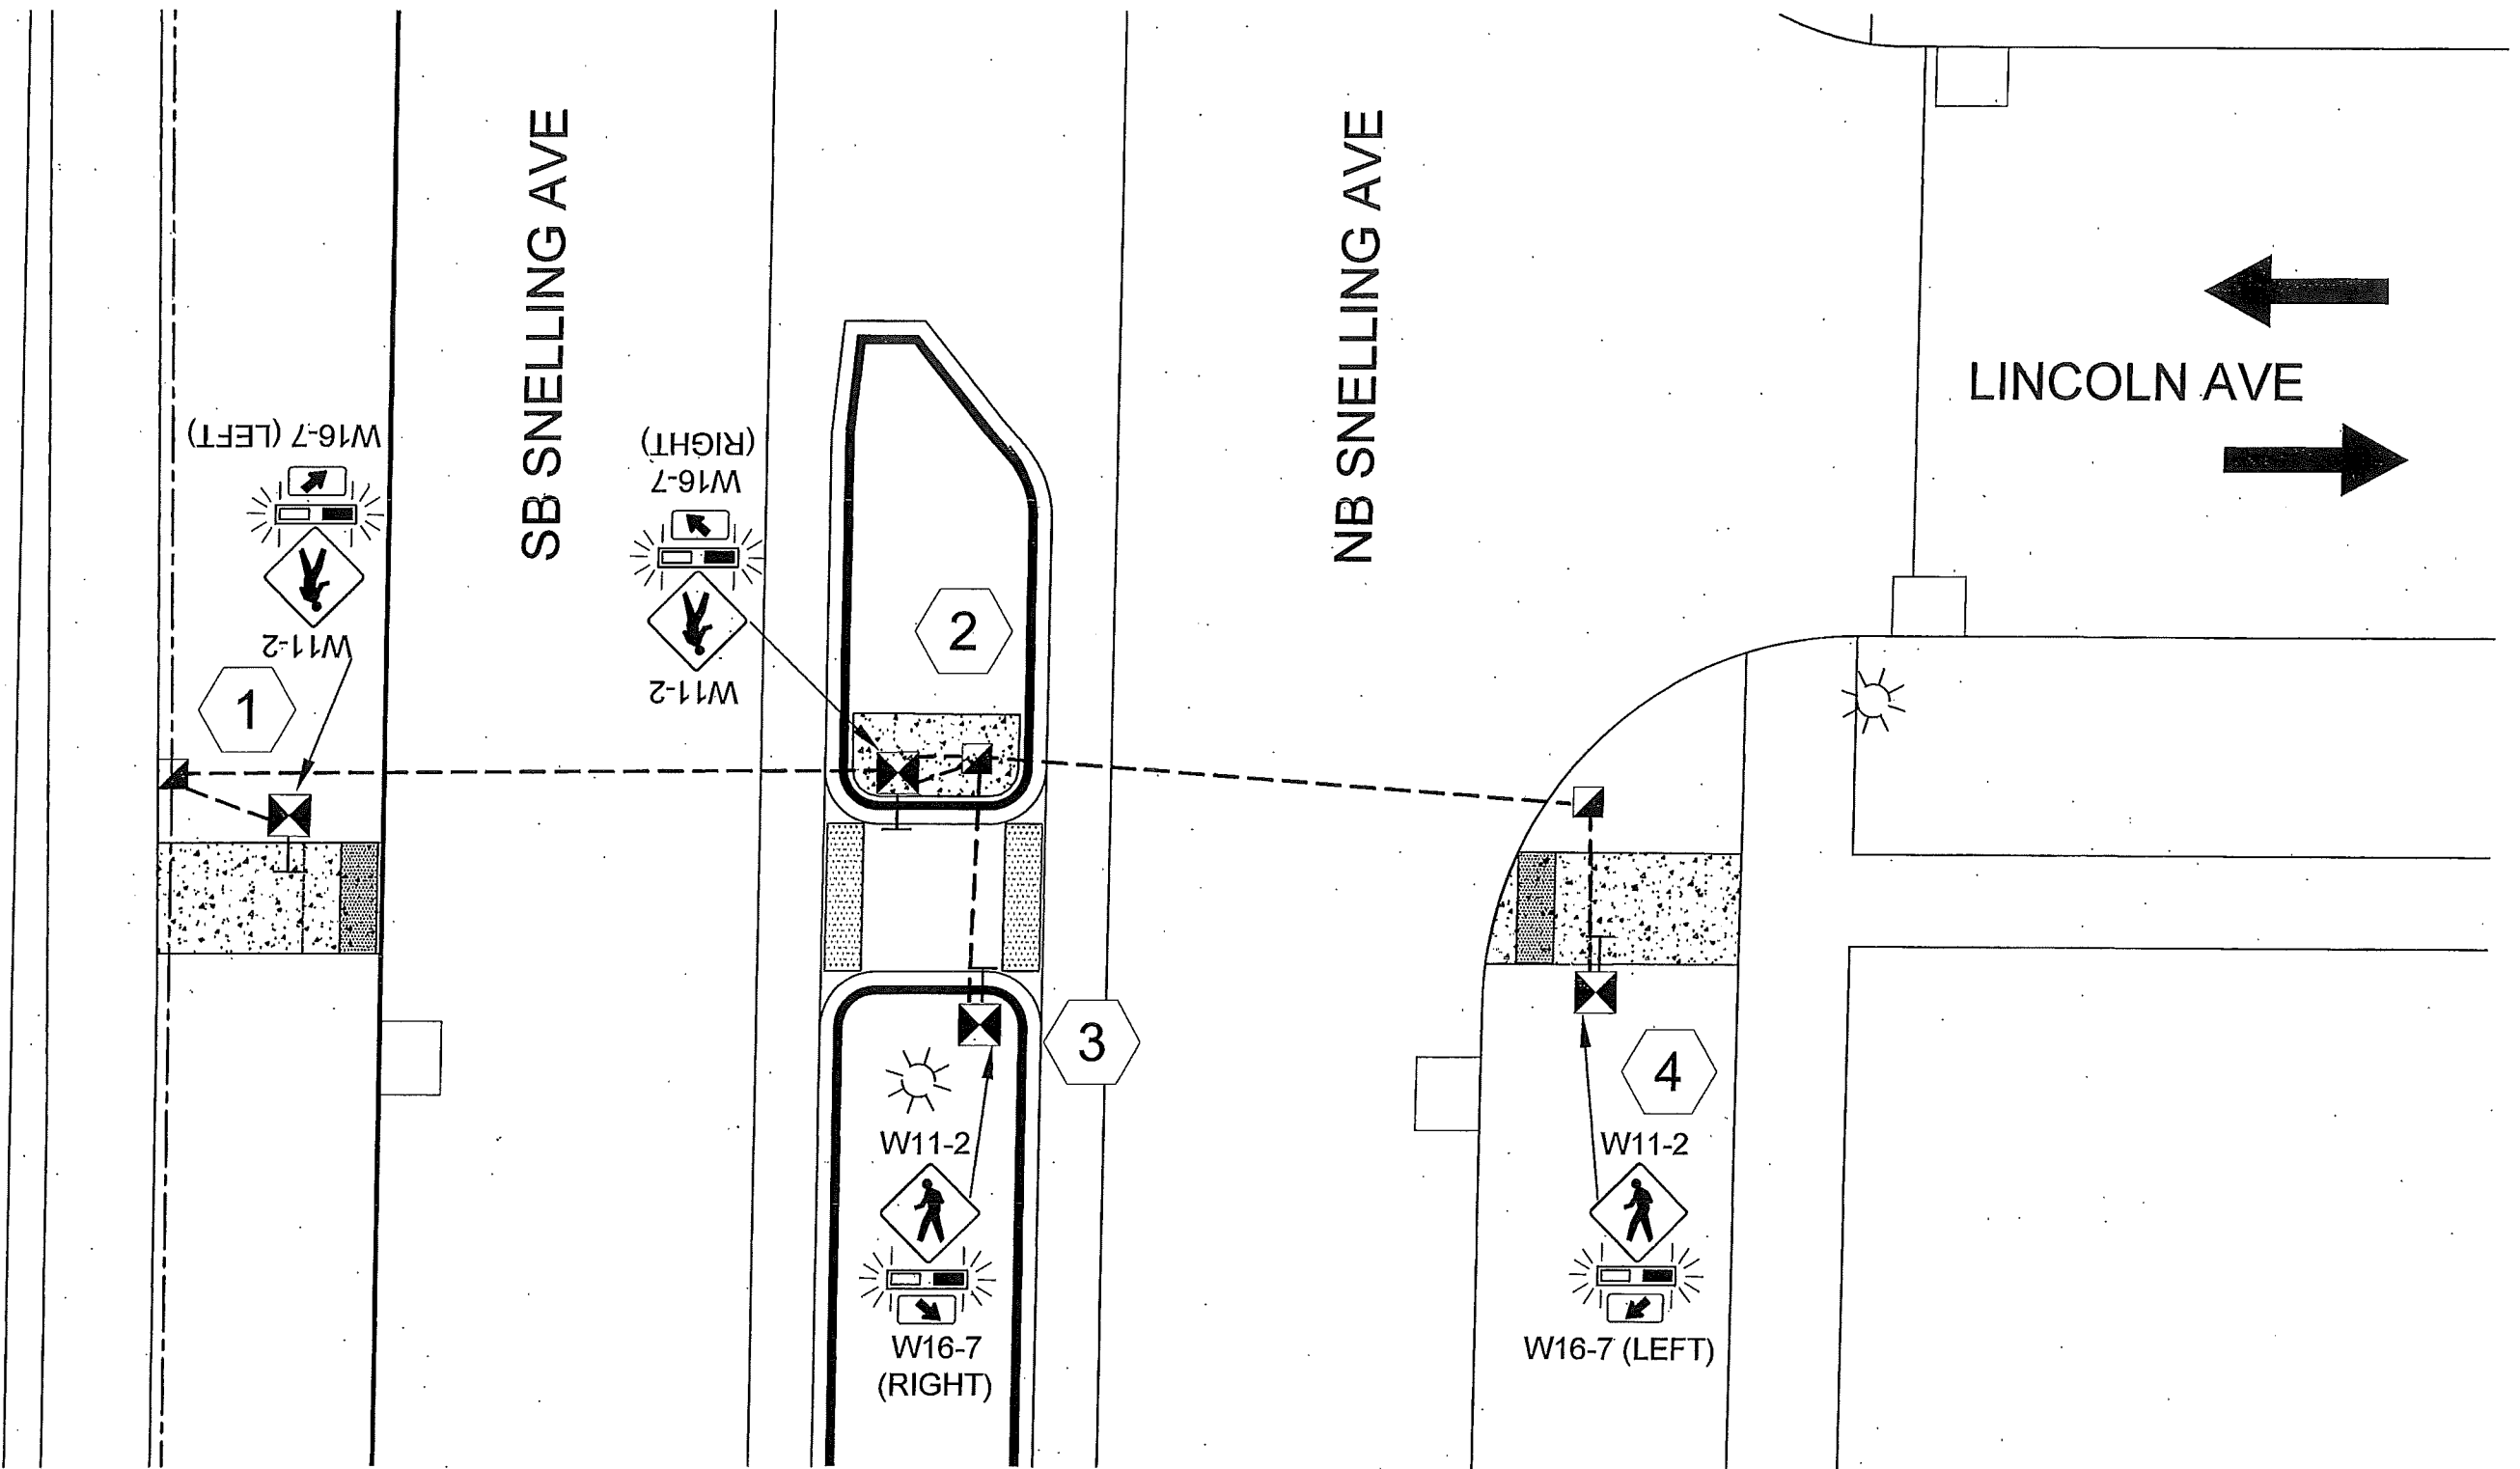 SB SNELLING AVE
NB SNELLING AVE
LINCOLN AVE
W16-7 (LEFT)
W11-2
1
W16-7
(RIGHT)
W11-2
2
3
W11-2
W16-7
(RIGHT)
4
W11-2
W16-7 (LEFT)